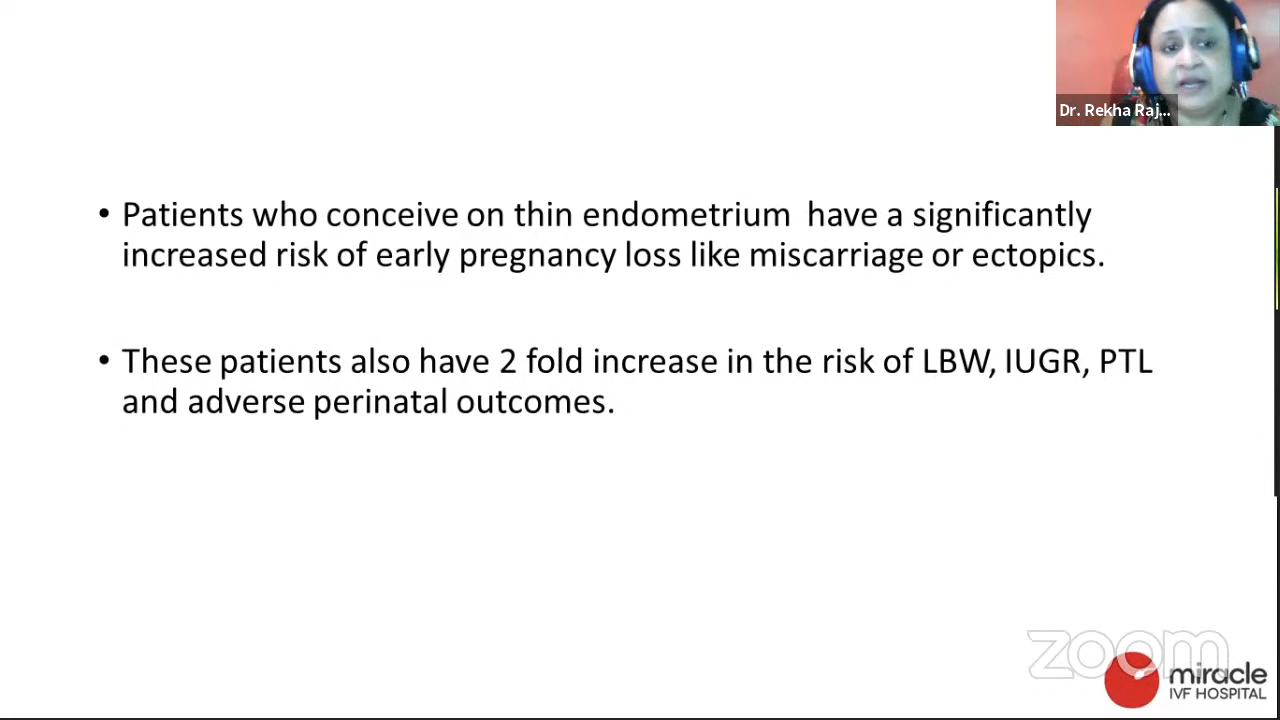 Dr. Rekha Raj...
• Patients who conceive on thin endometrium have a significantly
increased risk of early pregnancy loss like miscarriage or ectopics.
• These patients also have 2 fold increase in the risk of LBW, IUGR, PTL
and adverse perinatal outcomes.
zoom
miracle
IVF HOSPITAL